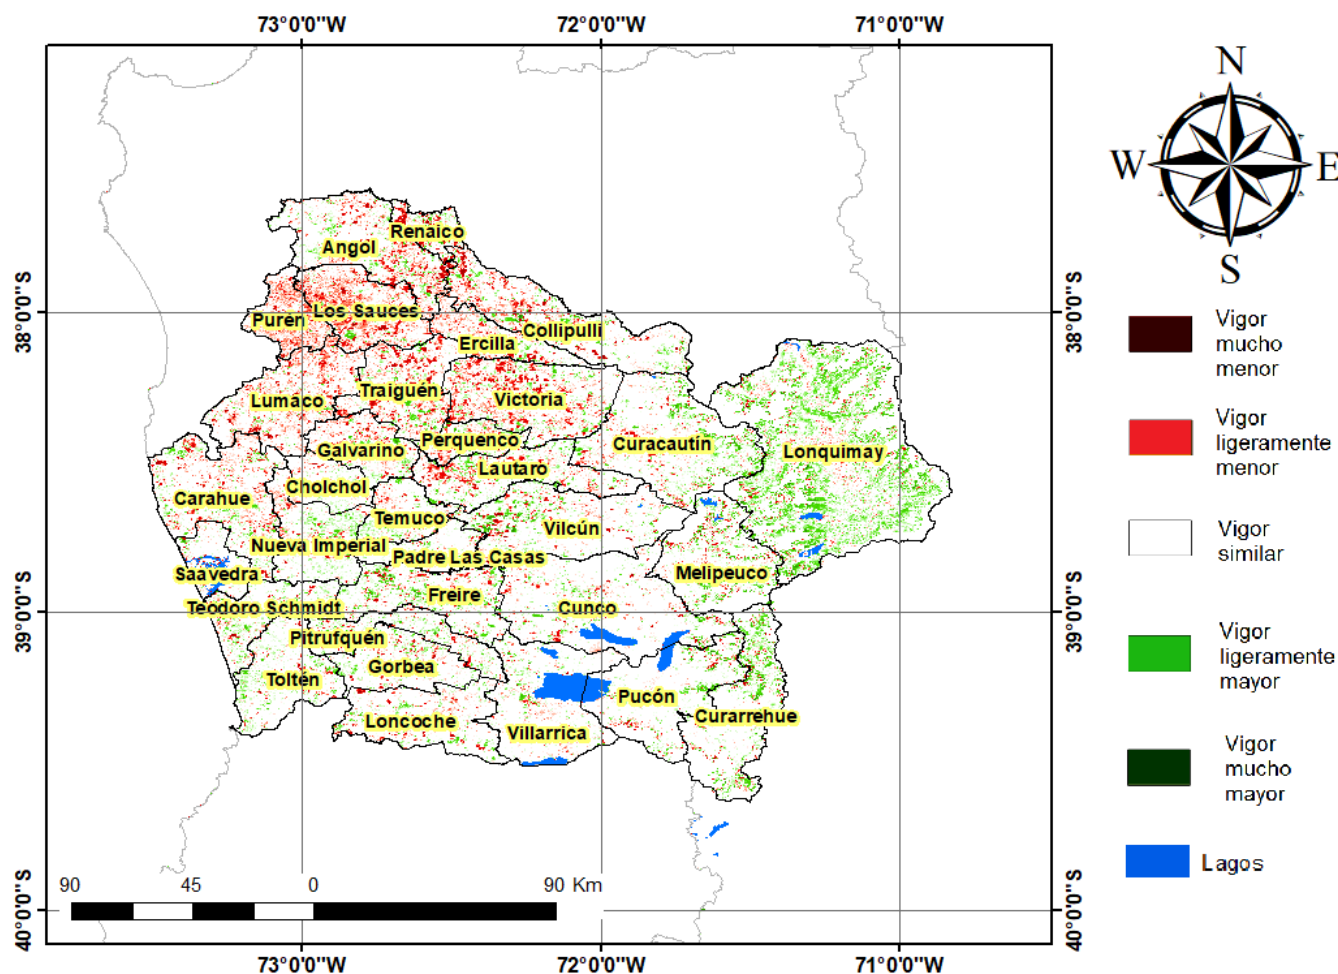 73°0'0"W 72°0'0"W 71°0'0"W
N
W E
S
38°0'0"S 38°0'0"S
39°0'0"S 39°0'0"S
40°0'0"S 40°0'0"S
Renaico
Angol
Los Sauces
Purén
Collipulli
Ercilla
Traiguén
Lumaco
Victoria
Perquenco
Curacautín
Galvarino
Lonquimay
Lautaro
Cholchol
Carahue
Temuco
Vilcún
Nueva Imperial
Padre Las Casas
Saavedra
Melipeuco
Freire
Teodoro Schmidt
Cunco
Pitrufquén
Gorbea
Toltén
Pucón
Curarrehue
Loncoche
Villarrica
90 45 0 90 Km
73°0'0"W 72°0'0"W 71°0'0"W
Vigor
mucho
menor
Vigor
ligeramente
menor
Vigor
similar
Vigor
ligeramente
mayor
Vigor
mucho
mayor
Lagos